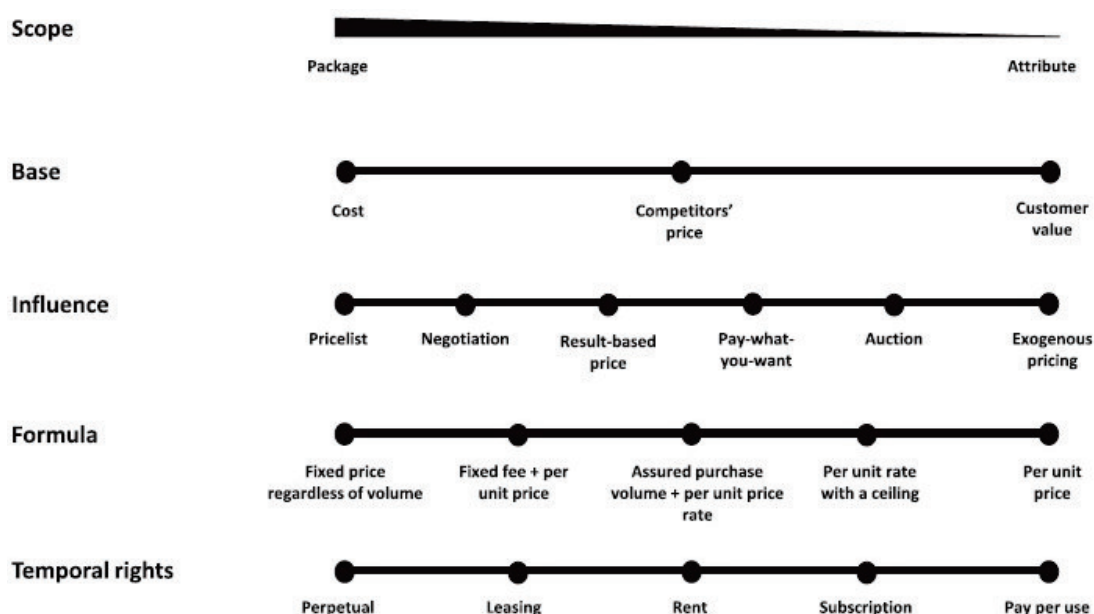 Scope
Package
Attribute
Base
Cost
Competitors'
price
Customer
value
Influence
Pricelist
Negotiation
Result-based
price
Pay-what-
you-want
Auction
Exogenous
pricing
Formula
Fixed price
regardless of volume
Fixed fee + per
unit price
Assured purchase
volume + per unit price
rate
Per unit rate
with a ceiling
Per unit
price
Temporal rights
Perpetual
Leasing
Rent
Subscription
Pay per use